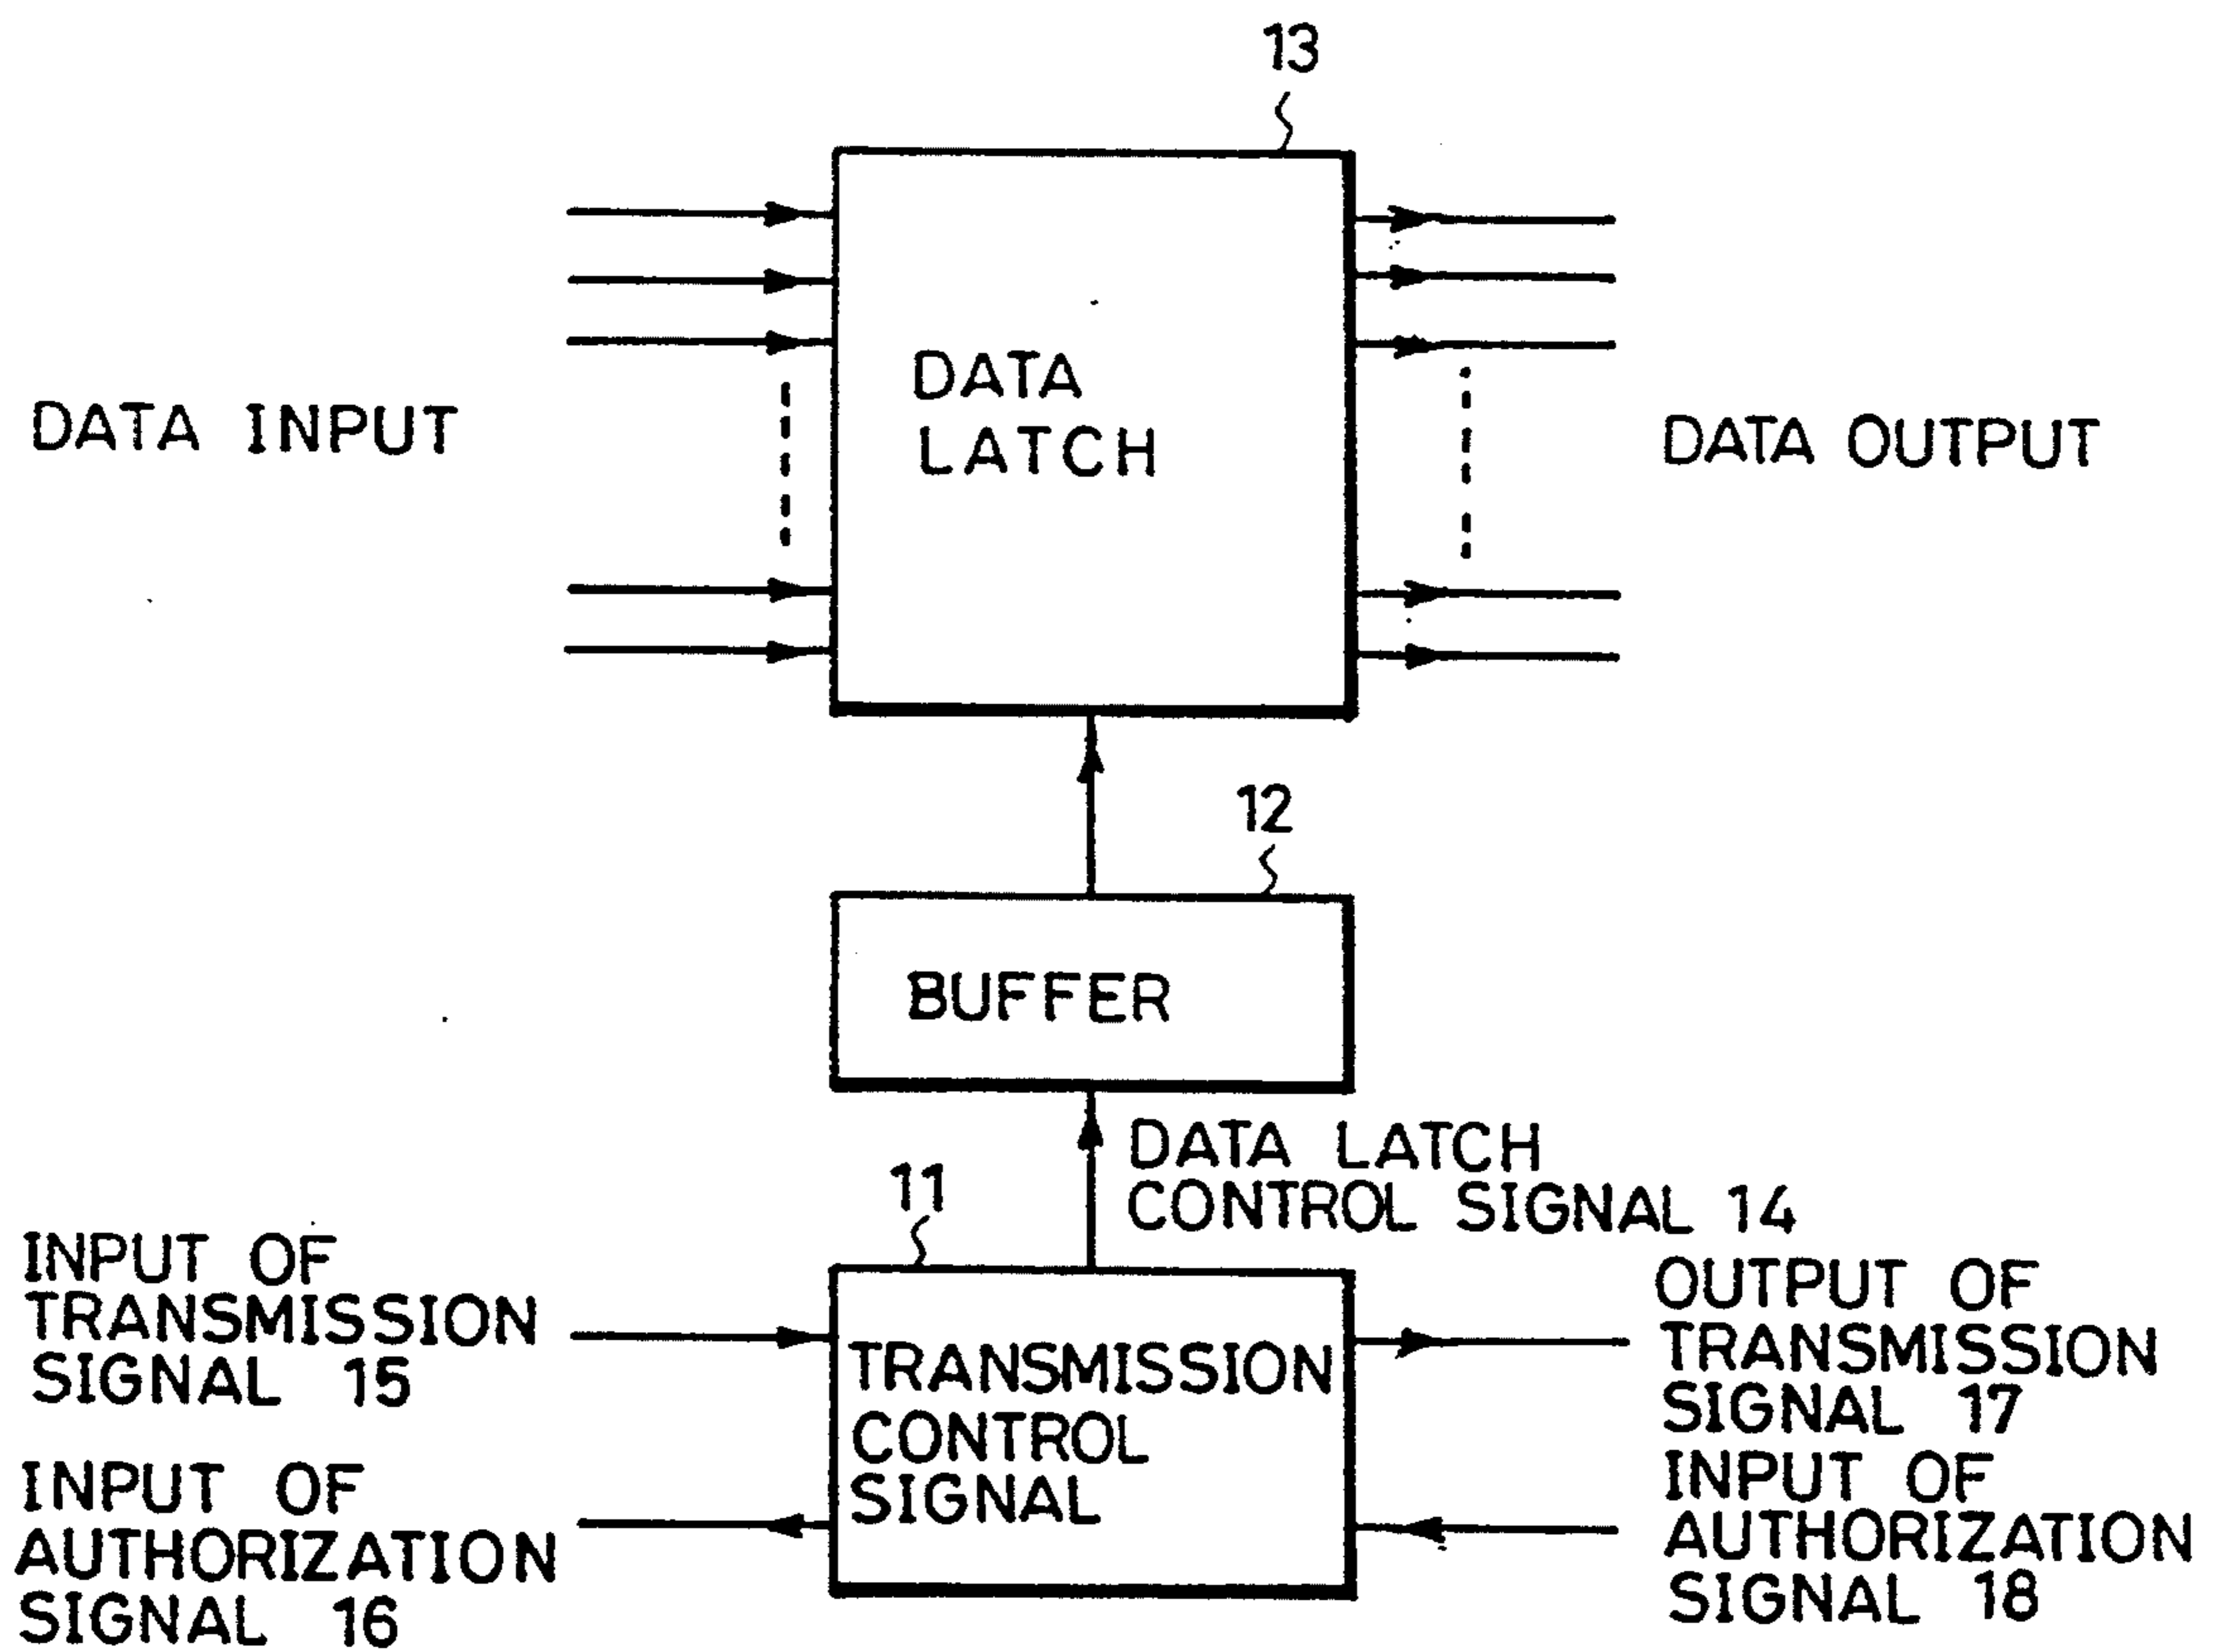 13
DATA INPUT
DATA
LATCH
DATA OUTPUT
12
BUFFER
DATA LATCH
CONTROL SIGNAL 14
11
INPUT OF
TRANSMISSION
SIGNAL 15
TRANSMISSION
CONTROL
SIGNAL
OUTPUT OF
TRANSMISSION
SIGNAL 17
INPUT OF
AUTHORIZATION
SIGNAL 16
INPUT OF
AUTHORIZATION
SIGNAL 18